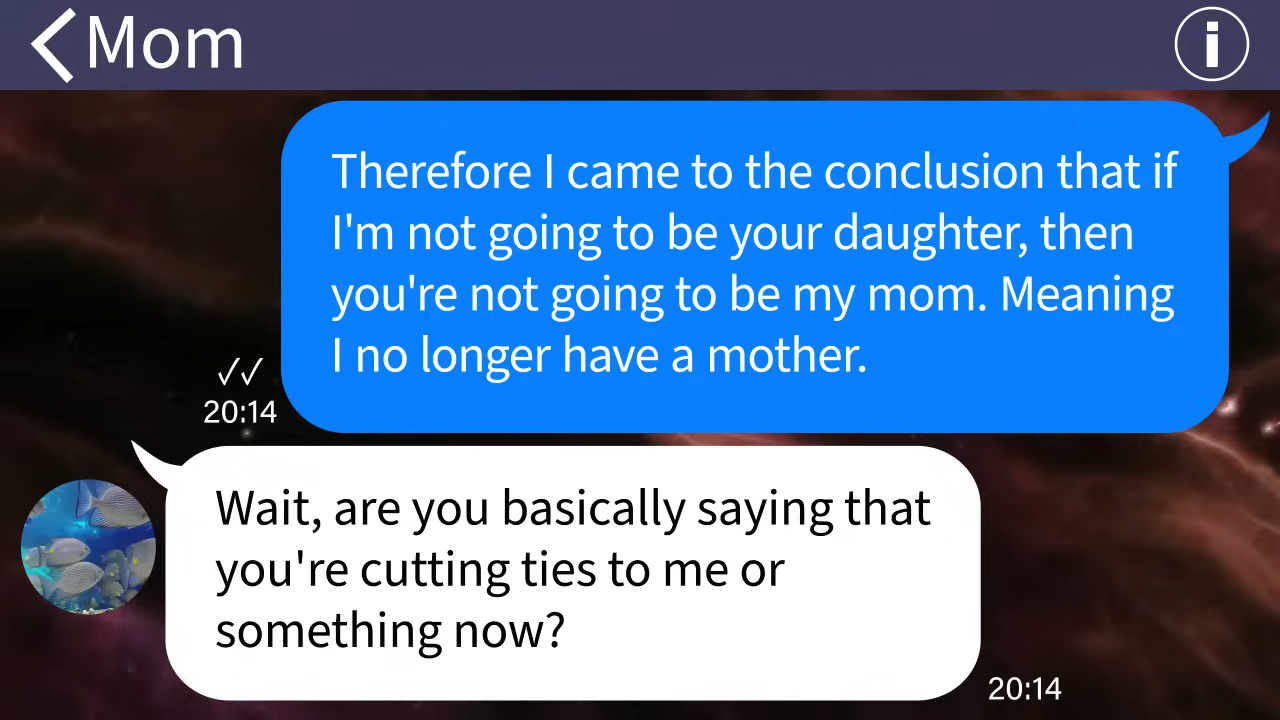 Mom
Therefore I came to the conclusion that if
I'm not going to be your daughter, then
you're not going to be my mom. Meaning
I no longer have a mother.
20:14
Wait, are you basically saying that
you're cutting ties to me or
something now?
20:14